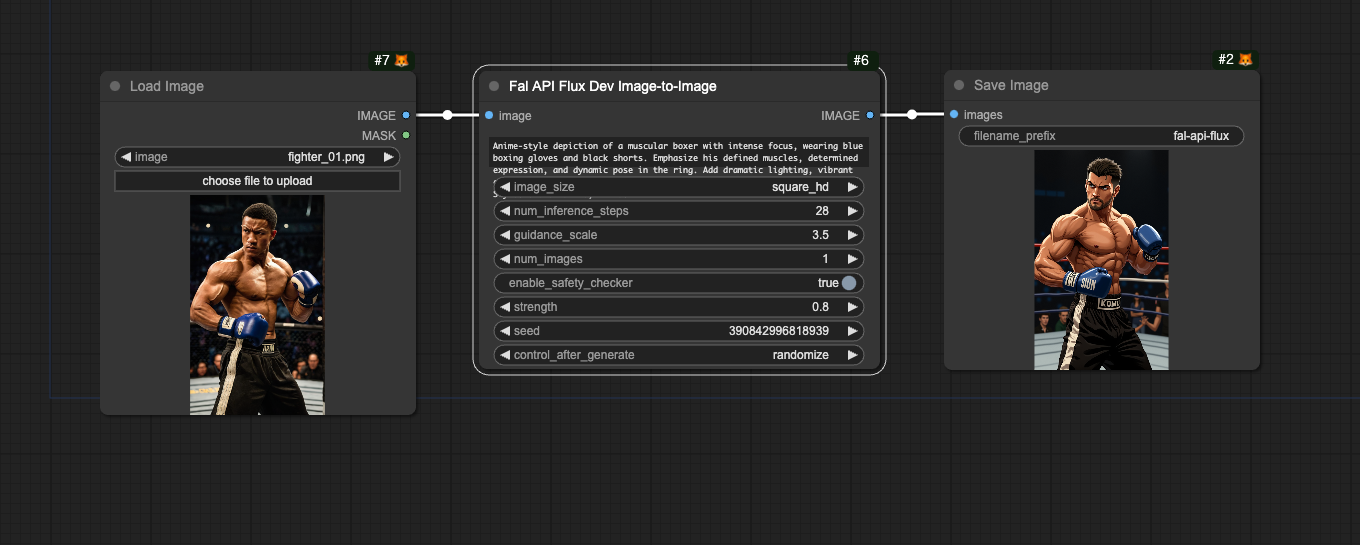 #7
Load Image
IMAGE
MASK
image fighter_01.png
choose file to upload
#6
Fal API Flux Dev Image-to-Image
image IMAGE
Anime-style depiction of a muscular boxer with intense focus, wearing blue
boxing gloves and black shorts. Emphasize his defined muscles, determined
expression, and dynamic pose in the ring. Add dramatic lighting, vibrant
image_size square_hd
num_inference_steps 28
guidance_scale 3.5
num_images 1
enable_safety_checker true
strength 0.8
seed 390842996818939
control_after_generate randomize
#2
Save Image
images
filename_prefix fal-api-flux